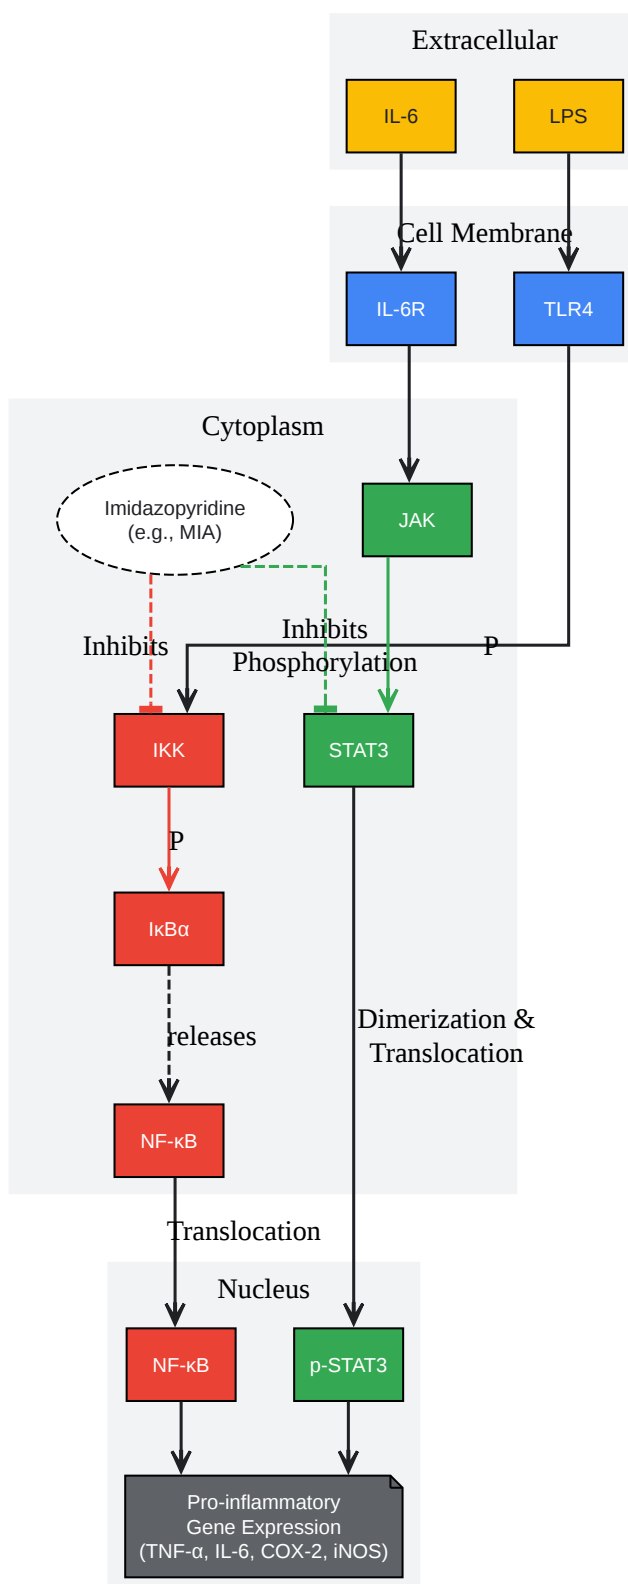 Extracellular
IL-6
LPS
Cell Membrane
IL-6R
TLR4
Cytoplasm
Imidazopyridine
(e.g., MIA)
JAK
Inhibits
Inhibits
Phosphorylation
P
IKK
STAT3
P
IκBα
releases
Dimerization &
Translocation
NF-κB
Translocation
Nucleus
NF-κB
p-STAT3
Pro-inflammatory
Gene Expression
(TNF-α, IL-6, COX-2, iNOS)